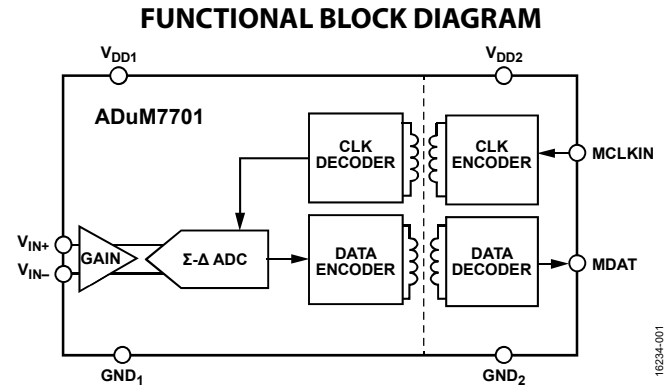 FUNCTIONAL BLOCK DIAGRAM
VDD1
VDD2
ADuM7701
CLK
DECODER
CLK
ENCODER
MCLKIN
VIN+
VIN–
GAIN
Σ-Δ ADC
DATA
ENCODER
DATA
DECODER
MDAT
GND1
GND2
16234-001